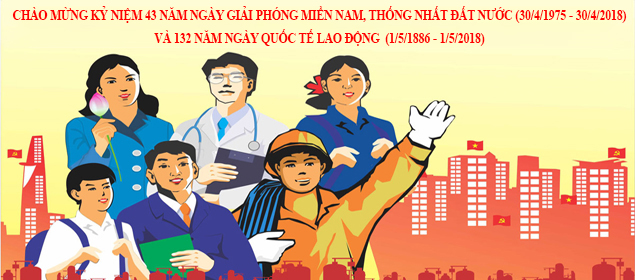 CHÀO MỪNG KỶ NIỆM 43 NĂM NGÀY GIẢI PHÓNG MIỀN NAM, THỐNG NHẤT ĐẤT NƯỚC (30/4/1975 - 30/4/2018)
VÀ 132 NĂM NGÀY QUỐC TẾ LAO ĐỘNG (1/5/1886 - 1/5/2018)